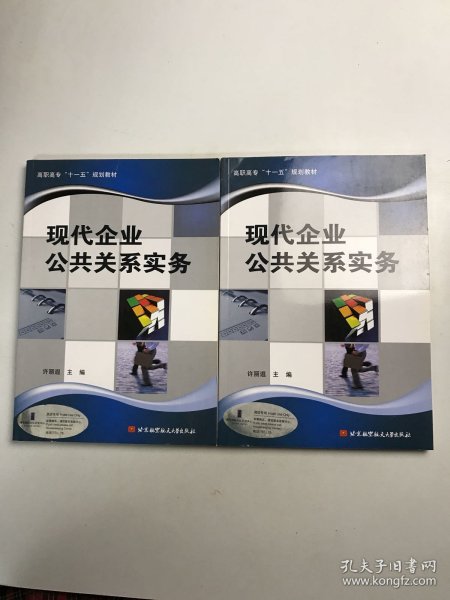 高职高专“十一五”规划教材
现代企业
公共关系实务
许丽遐 主编
北京航空航天大学出版社
高职高专“十一五”规划教材
现代企业
公共关系实务
许丽遐 主编
北京航空航天大学出版社
孔夫子旧书网
www.kongfz.com